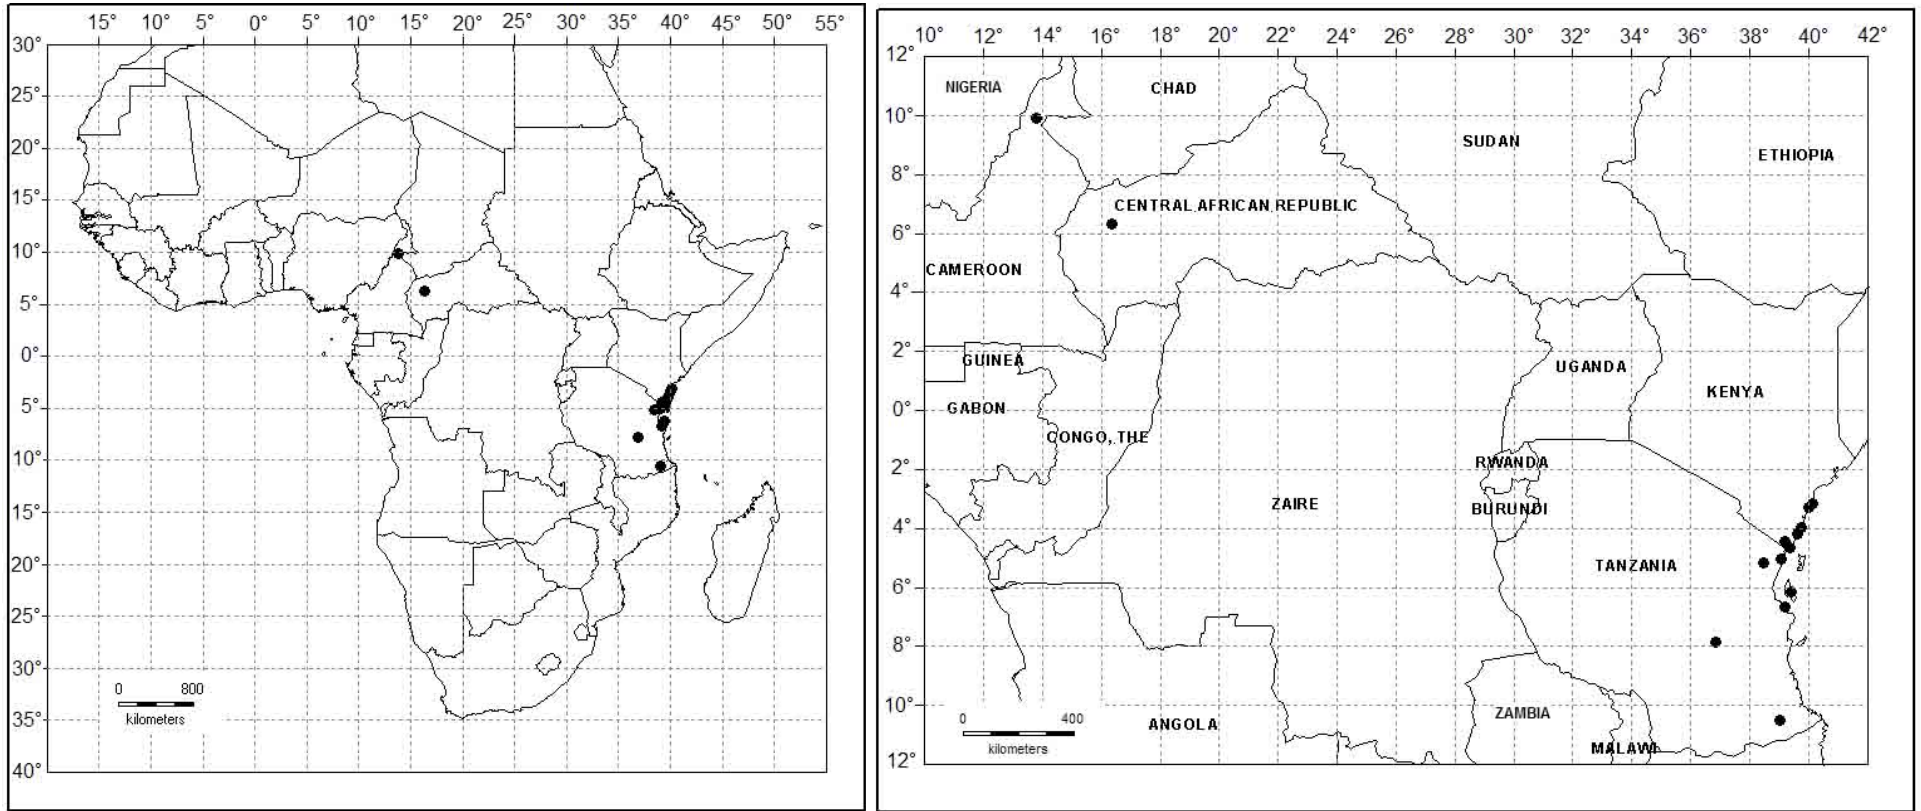 15° 10° 5° 0° 5° 10° 15° 20° 25° 30° 35° 40° 45° 50° 55°
30°
25°
20°
15°
10°
5°
0°
5°
10°
15°
20°
25°
30°
35°
40°
0 800
kilometers
10° 12° 14° 16° 18° 20° 22° 24° 26° 28° 30° 32° 34° 36° 38° 40° 42°
12°
10°
8°
6°
4°
2°
0°
2°
4°
6°
8°
10°
12°
NIGERIA
CHAD
SUDAN
ETHIOPIA
CENTRAL AFRICAN REPUBLIC
CAMEROON
GUINEA
UGANDA
KENYA
GABON
CONGO, THE
RWANDA
ZAIRE
BURUNDI
TANZANIA
ZAMBIA
ANGOLA
MALAWI
0 400
kilometers